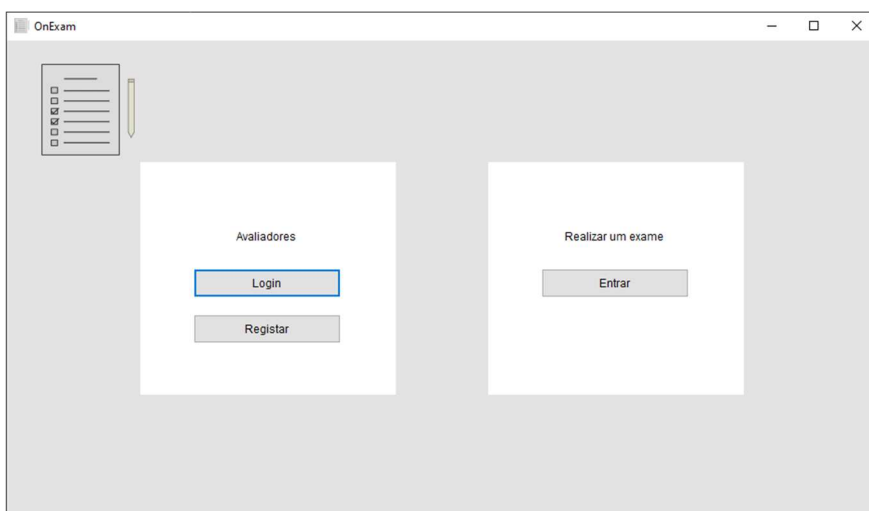 OnExam
Avaliadores
Login
Registar
Realizar um exame
Entrar